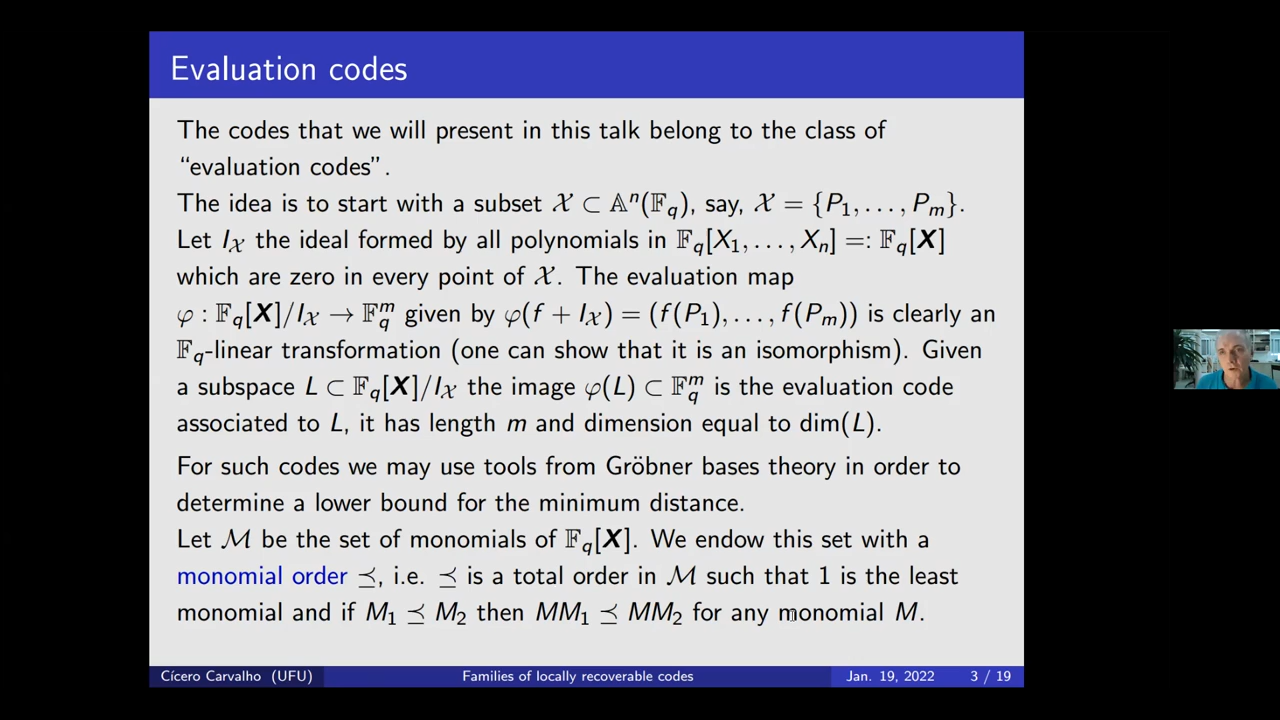 Evaluation codes
The codes that we will present in this talk belong to the class of
“evaluation codes”.
The idea is to start with a subset 𝒳 ⊂ 𝔸ⁿ(𝔽_q), say, 𝒳 = {P₁, . . . , P_m}.
Let I_𝒳 the ideal formed by all polynomials in 𝔽_q[X₁, . . . , X_n] =: 𝔽_q[X]
which are zero in every point of 𝒳. The evaluation map
φ : 𝔽_q[X]/I_𝒳 → 𝔽_q^m given by φ(f + I_𝒳) = (f(P₁), . . . , f(P_m)) is clearly an
𝔽_q-linear transformation (one can show that it is an isomorphism). Given
a subspace L ⊂ 𝔽_q[X]/I_𝒳 the image φ(L) ⊂ 𝔽_q^m is the evaluation code
associated to L, it has length m and dimension equal to dim(L).
For such codes we may use tools from Gröbner bases theory in order to
determine a lower bound for the minimum distance.
Let ℳ be the set of monomials of 𝔽_q[X]. We endow this set with a
monomial order ⪯, i.e. ⪯ is a total order in ℳ such that 1 is the least
monomial and if M₁ ⪯ M₂ then MM₁ ⪯ MM₂ for any monomial M.
Cícero Carvalho (UFU) Families of locally recoverable codes Jan. 19, 2022 3 / 19